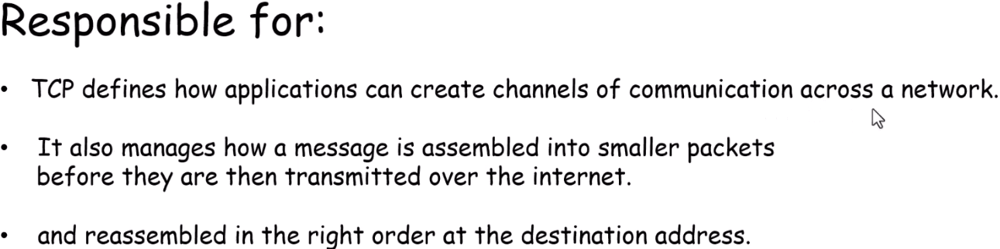 Responsible for:
• TCP defines how applications can create channels of communication across a network.
• It also manages how a message is assembled into smaller packets
before they are then transmitted over the internet.
• and reassembled in the right order at the destination address.